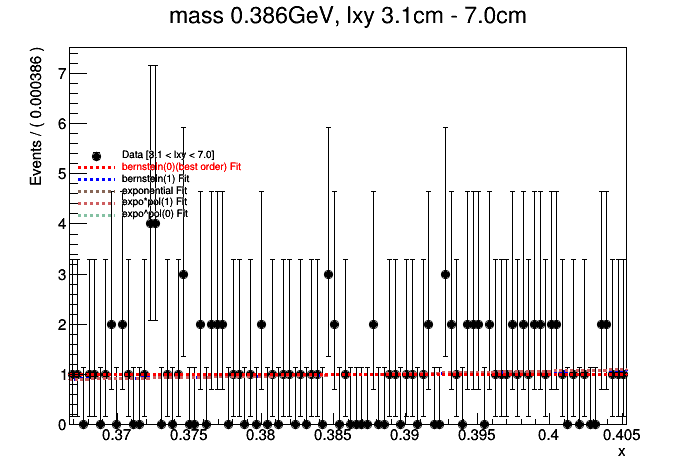 mass 0.386GeV, lxy 3.1cm - 7.0cm
Events / ( 0.000386 )
7
6
5
4
3
2
1
0
Data [3.1 < lxy < 7.0]
bernstein(0)(best order) Fit
bernstein(1) Fit
exponential Fit
expo*pol(1) Fit
expo*pol(0) Fit
0.37 0.375 0.38 0.385 0.39 0.395 0.4 0.405
x